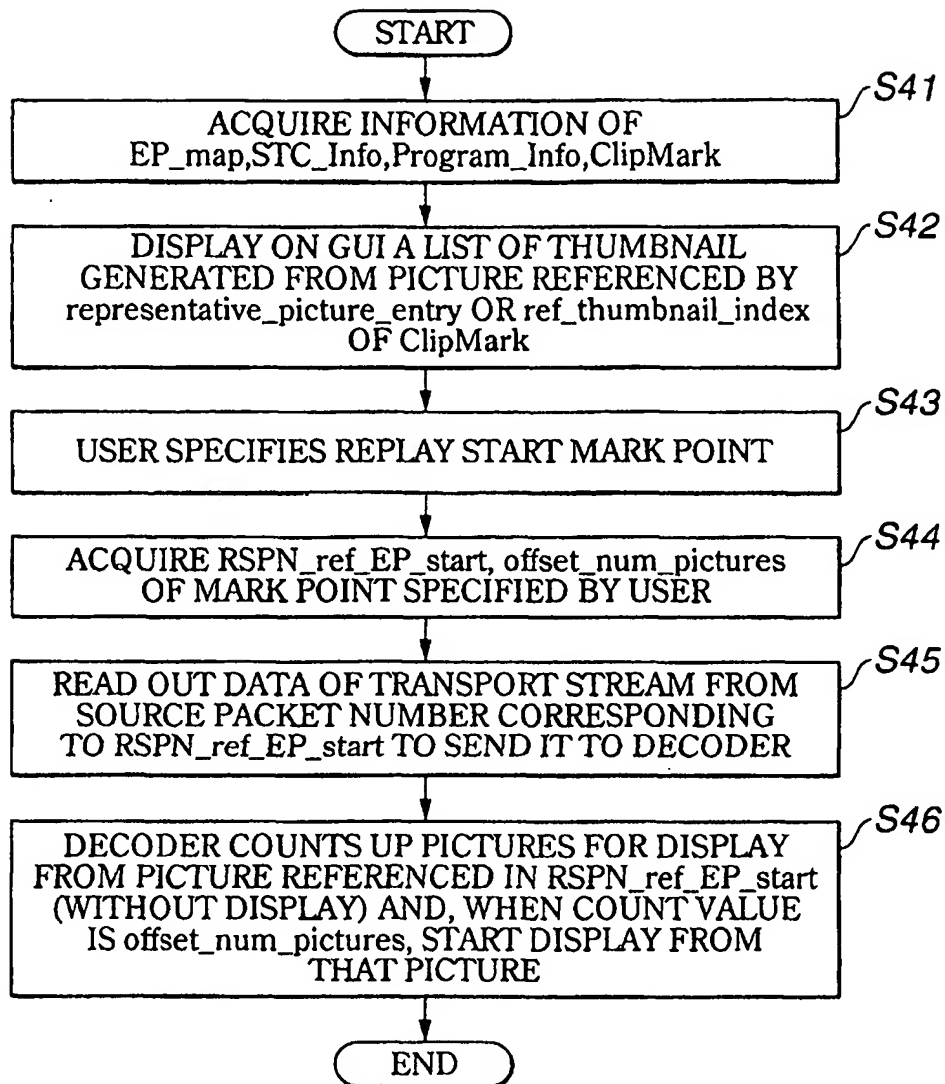 START
S41
ACQUIRE INFORMATION OF
EP_map,STC_Info,Program_Info,ClipMark
S42
DISPLAY ON GUI A LIST OF THUMBNAIL
GENERATED FROM PICTURE REFERENCED BY
representative_picture_entry OR ref_thumbnail_index
OF ClipMark
S43
USER SPECIFIES REPLAY START MARK POINT
S44
ACQUIRE RSPN_ref_EP_start, offset_num_pictures
OF MARK POINT SPECIFIED BY USER
S45
READ OUT DATA OF TRANSPORT STREAM FROM
SOURCE PACKET NUMBER CORRESPONDING
TO RSPN_ref_EP_start TO SEND IT TO DECODER
S46
DECODER COUNTS UP PICTURES FOR DISPLAY
FROM PICTURE REFERENCED IN RSPN_ref_EP_start
(WITHOUT DISPLAY) AND, WHEN COUNT VALUE
IS offset_num_pictures, START DISPLAY FROM
THAT PICTURE
END